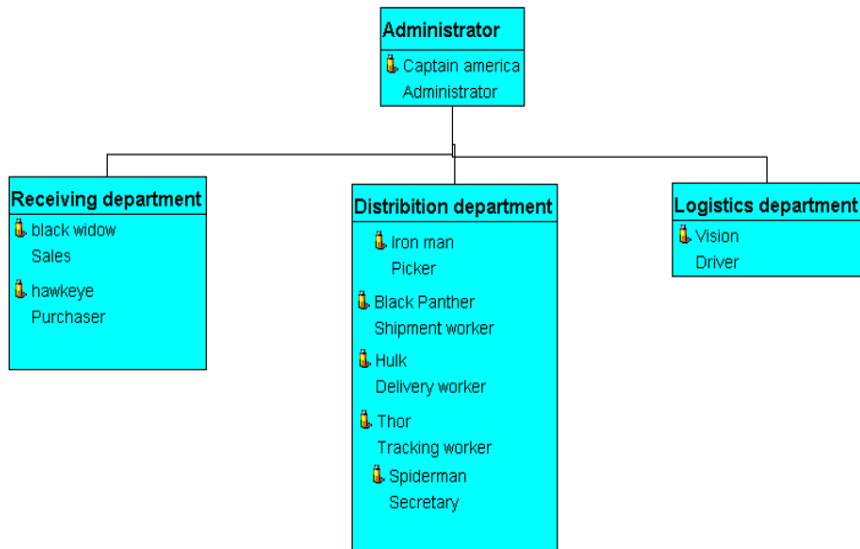 Administrator
Captain america
Administrator
Receiving department
black widow
Sales
hawkeye
Purchaser
Distribition department
Iron man
Picker
Black Panther
Shipment worker
Hulk
Delivery worker
Thor
Tracking worker
Spiderman
Secretary
Logistics department
Vision
Driver